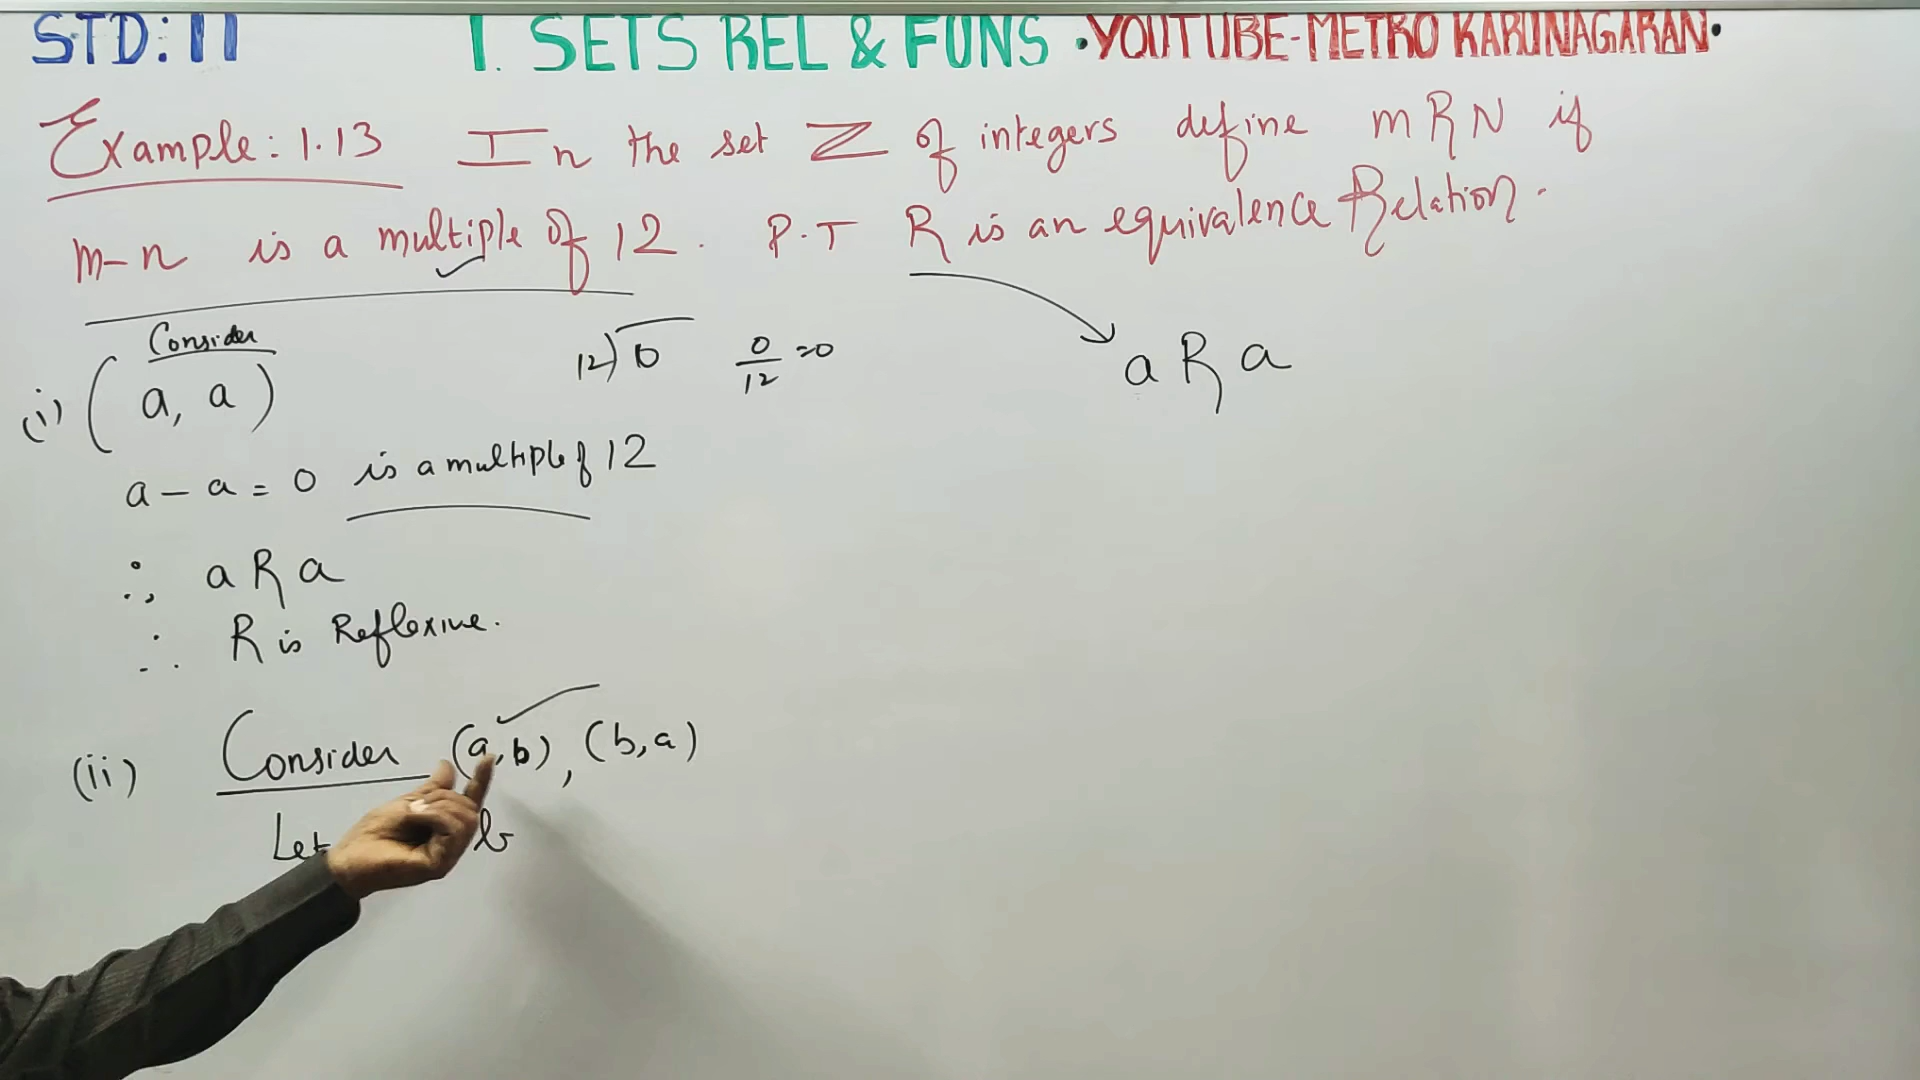 STD: 11 1. SETS REL & FUNS •YOUTUBE-METRO KARUNAGARAN•
Example: 1.13 In the set Z of integers define mRN if
m-n is a multiple of 12. P.T R is an equivalence Relation.
Consider
(i) (a, a)
12)0 0/12 =0
aRa
a - a = 0 is a multiple of 12
∴ aRa
∴ R is Reflexive.
(ii) Consider (a,b), (b,a)
Let b